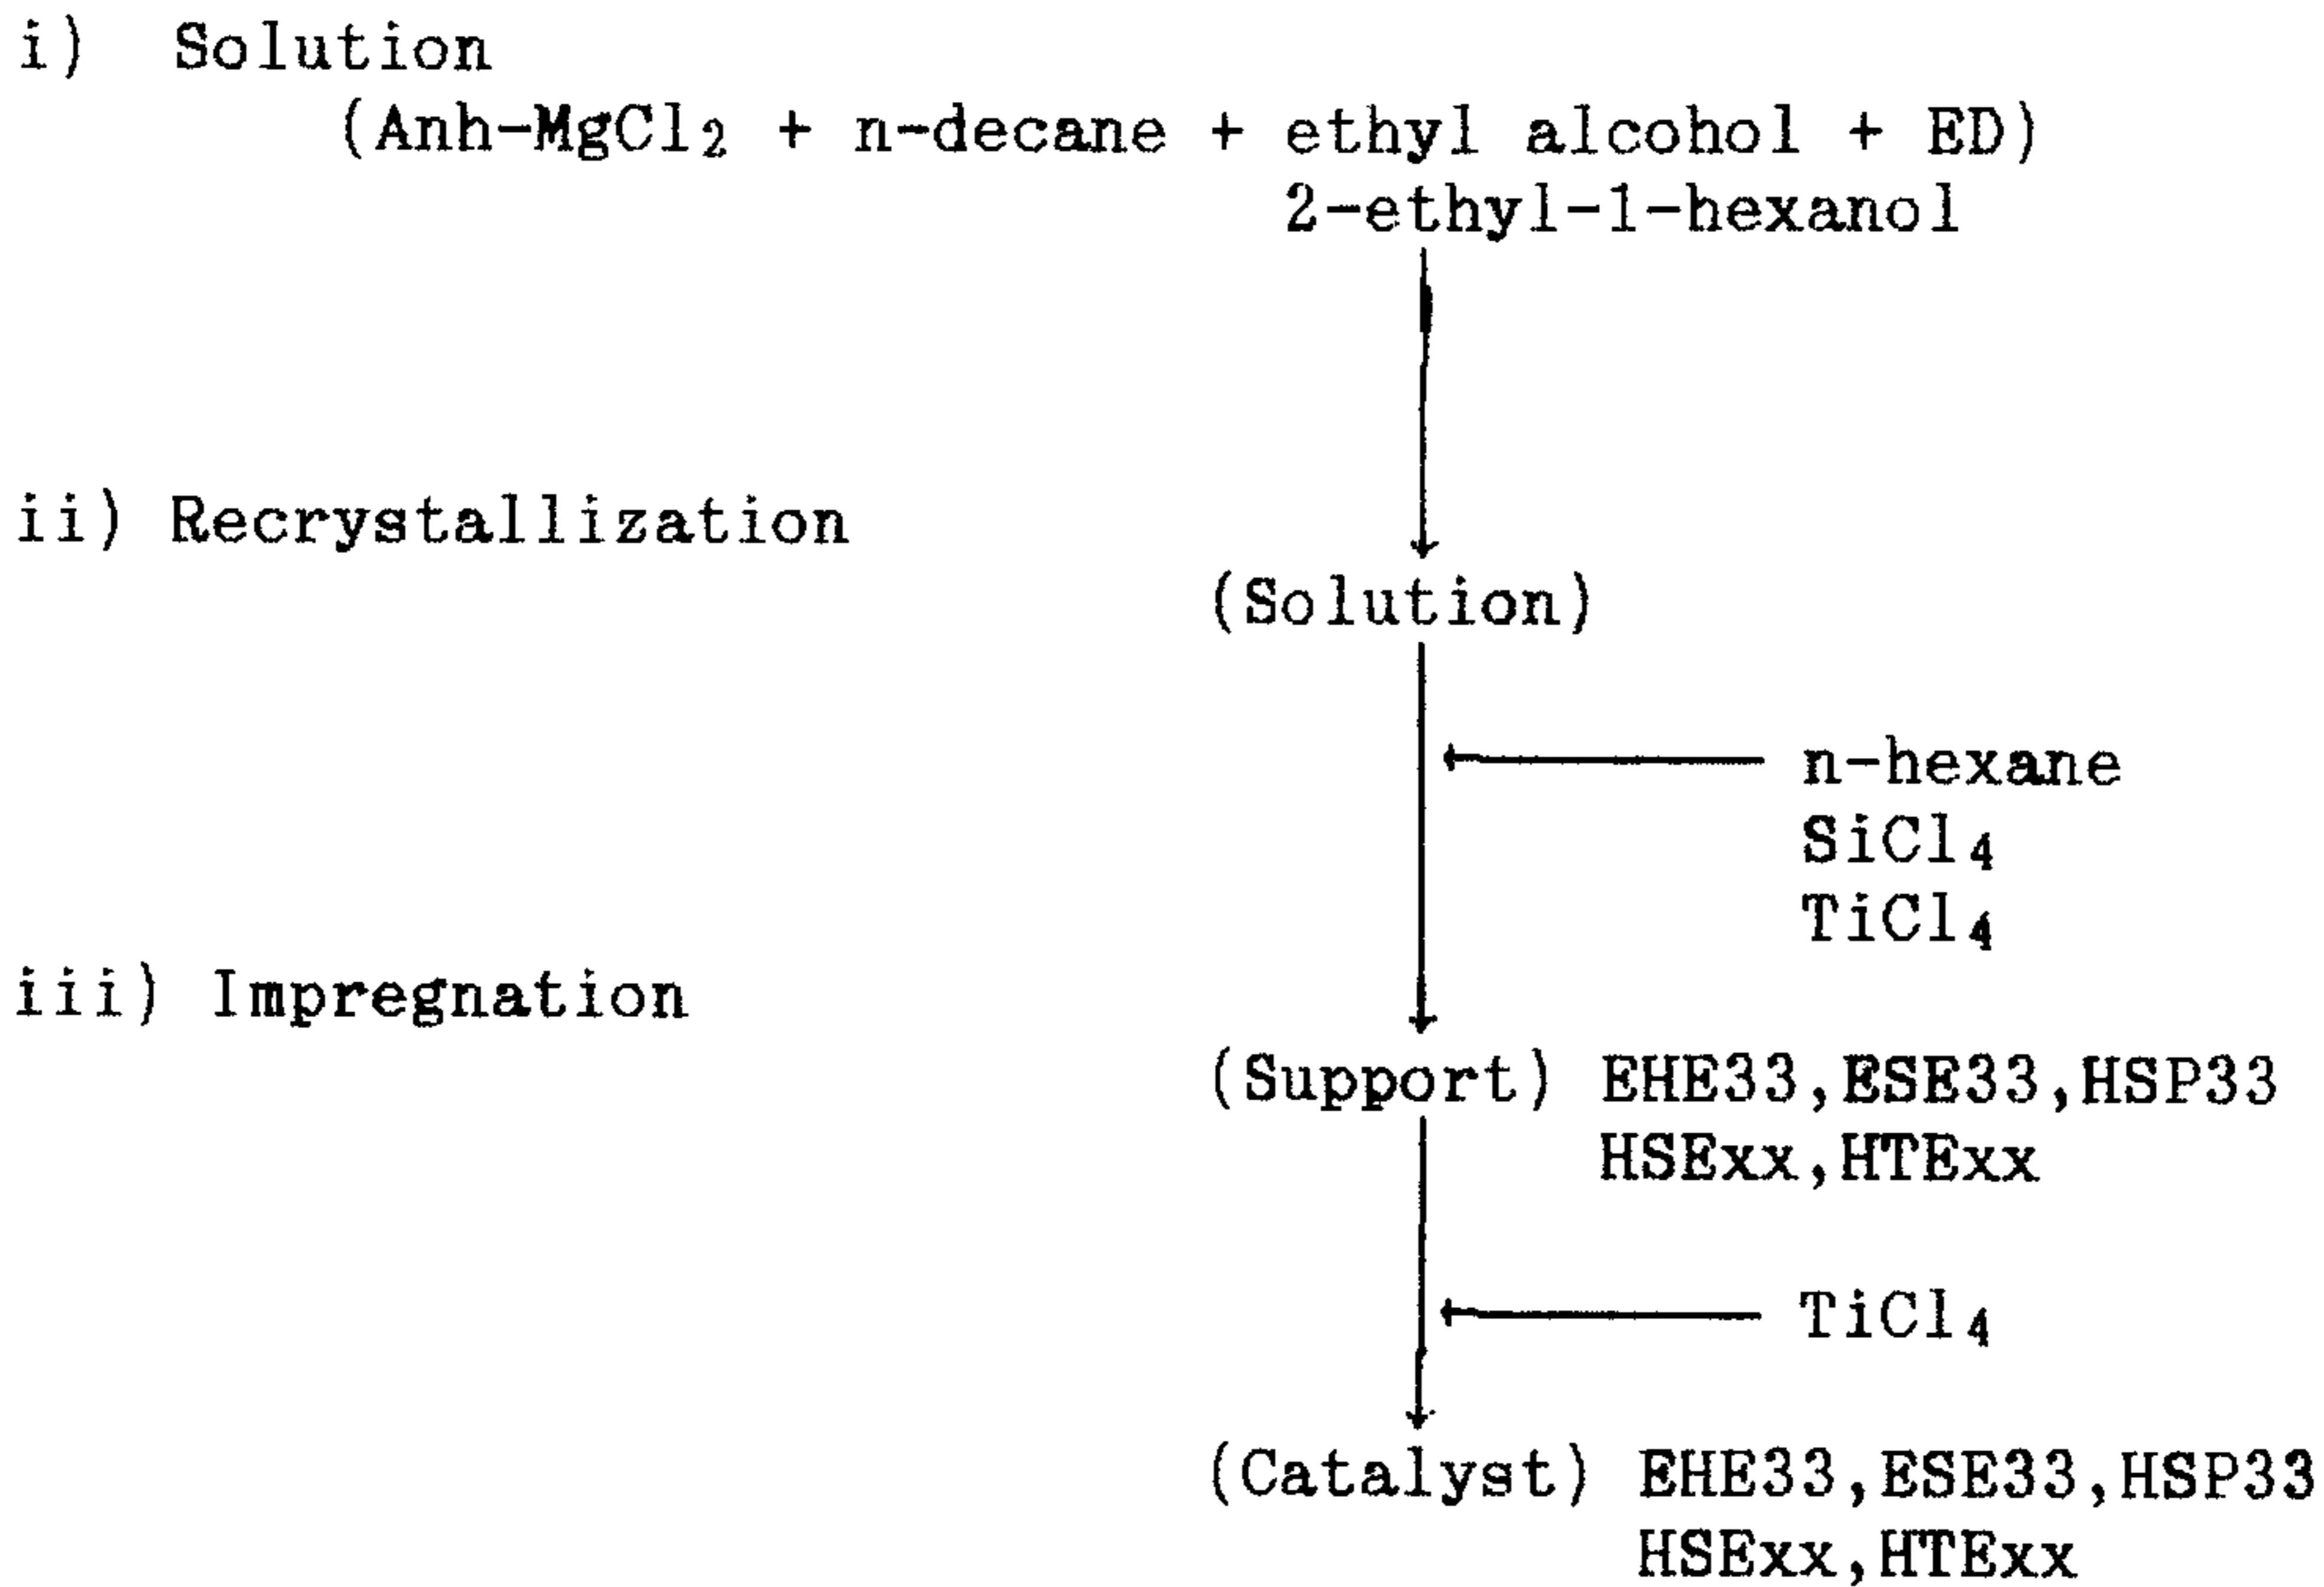 i) Solution
(Anh-MgCl₂ + n-decane + ethyl alcohol + ED)
2-ethyl-1-hexanol
ii) Recrystallization
(Solution)
n-hexane
SiCl₄
TiCl₄
iii) Impregnation
(Support) EHE33,ESE33,HSP33
HSExx,HTExx
TiCl₄
(Catalyst) EHE33,ESE33,HSP33
HSExx,HTExx